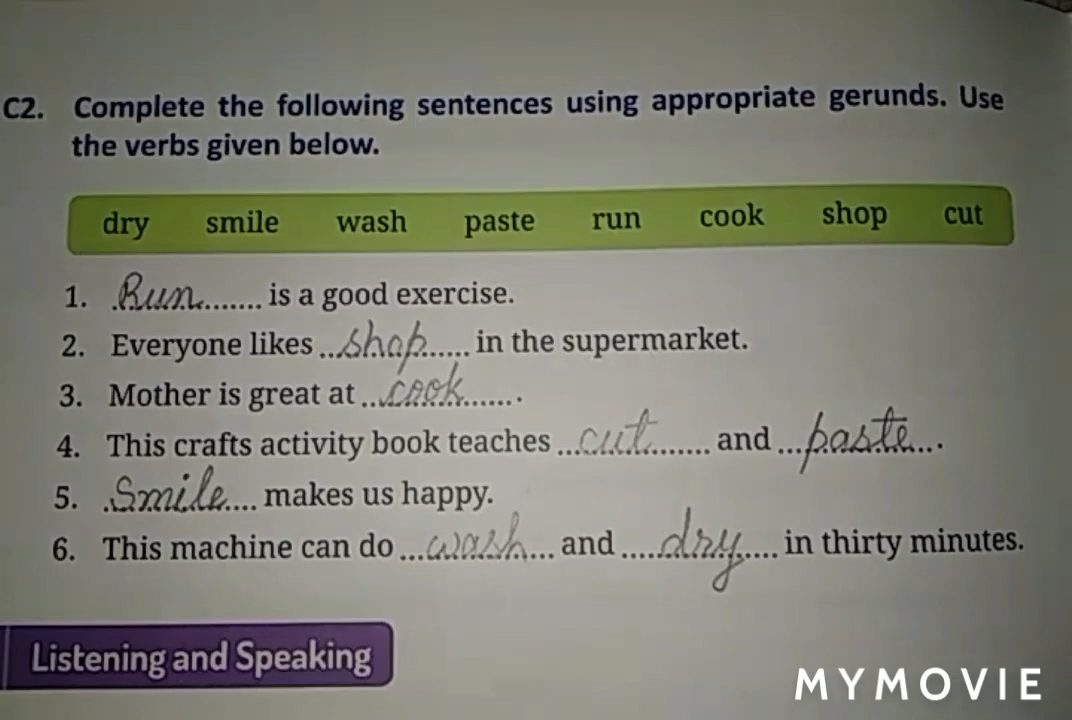 C2. Complete the following sentences using appropriate gerunds. Use
the verbs given below.
dry smile wash paste run cook shop cut
1. Run........ is a good exercise.
2. Everyone likes ...shop...... in the supermarket.
3. Mother is great at ...cook....... .
4. This crafts activity book teaches ...cut........ and ...paste.... .
5. .Smile.... makes us happy.
6. This machine can do ...wash... and ....dry..... in thirty minutes.
Listening and Speaking
MYMOVIE